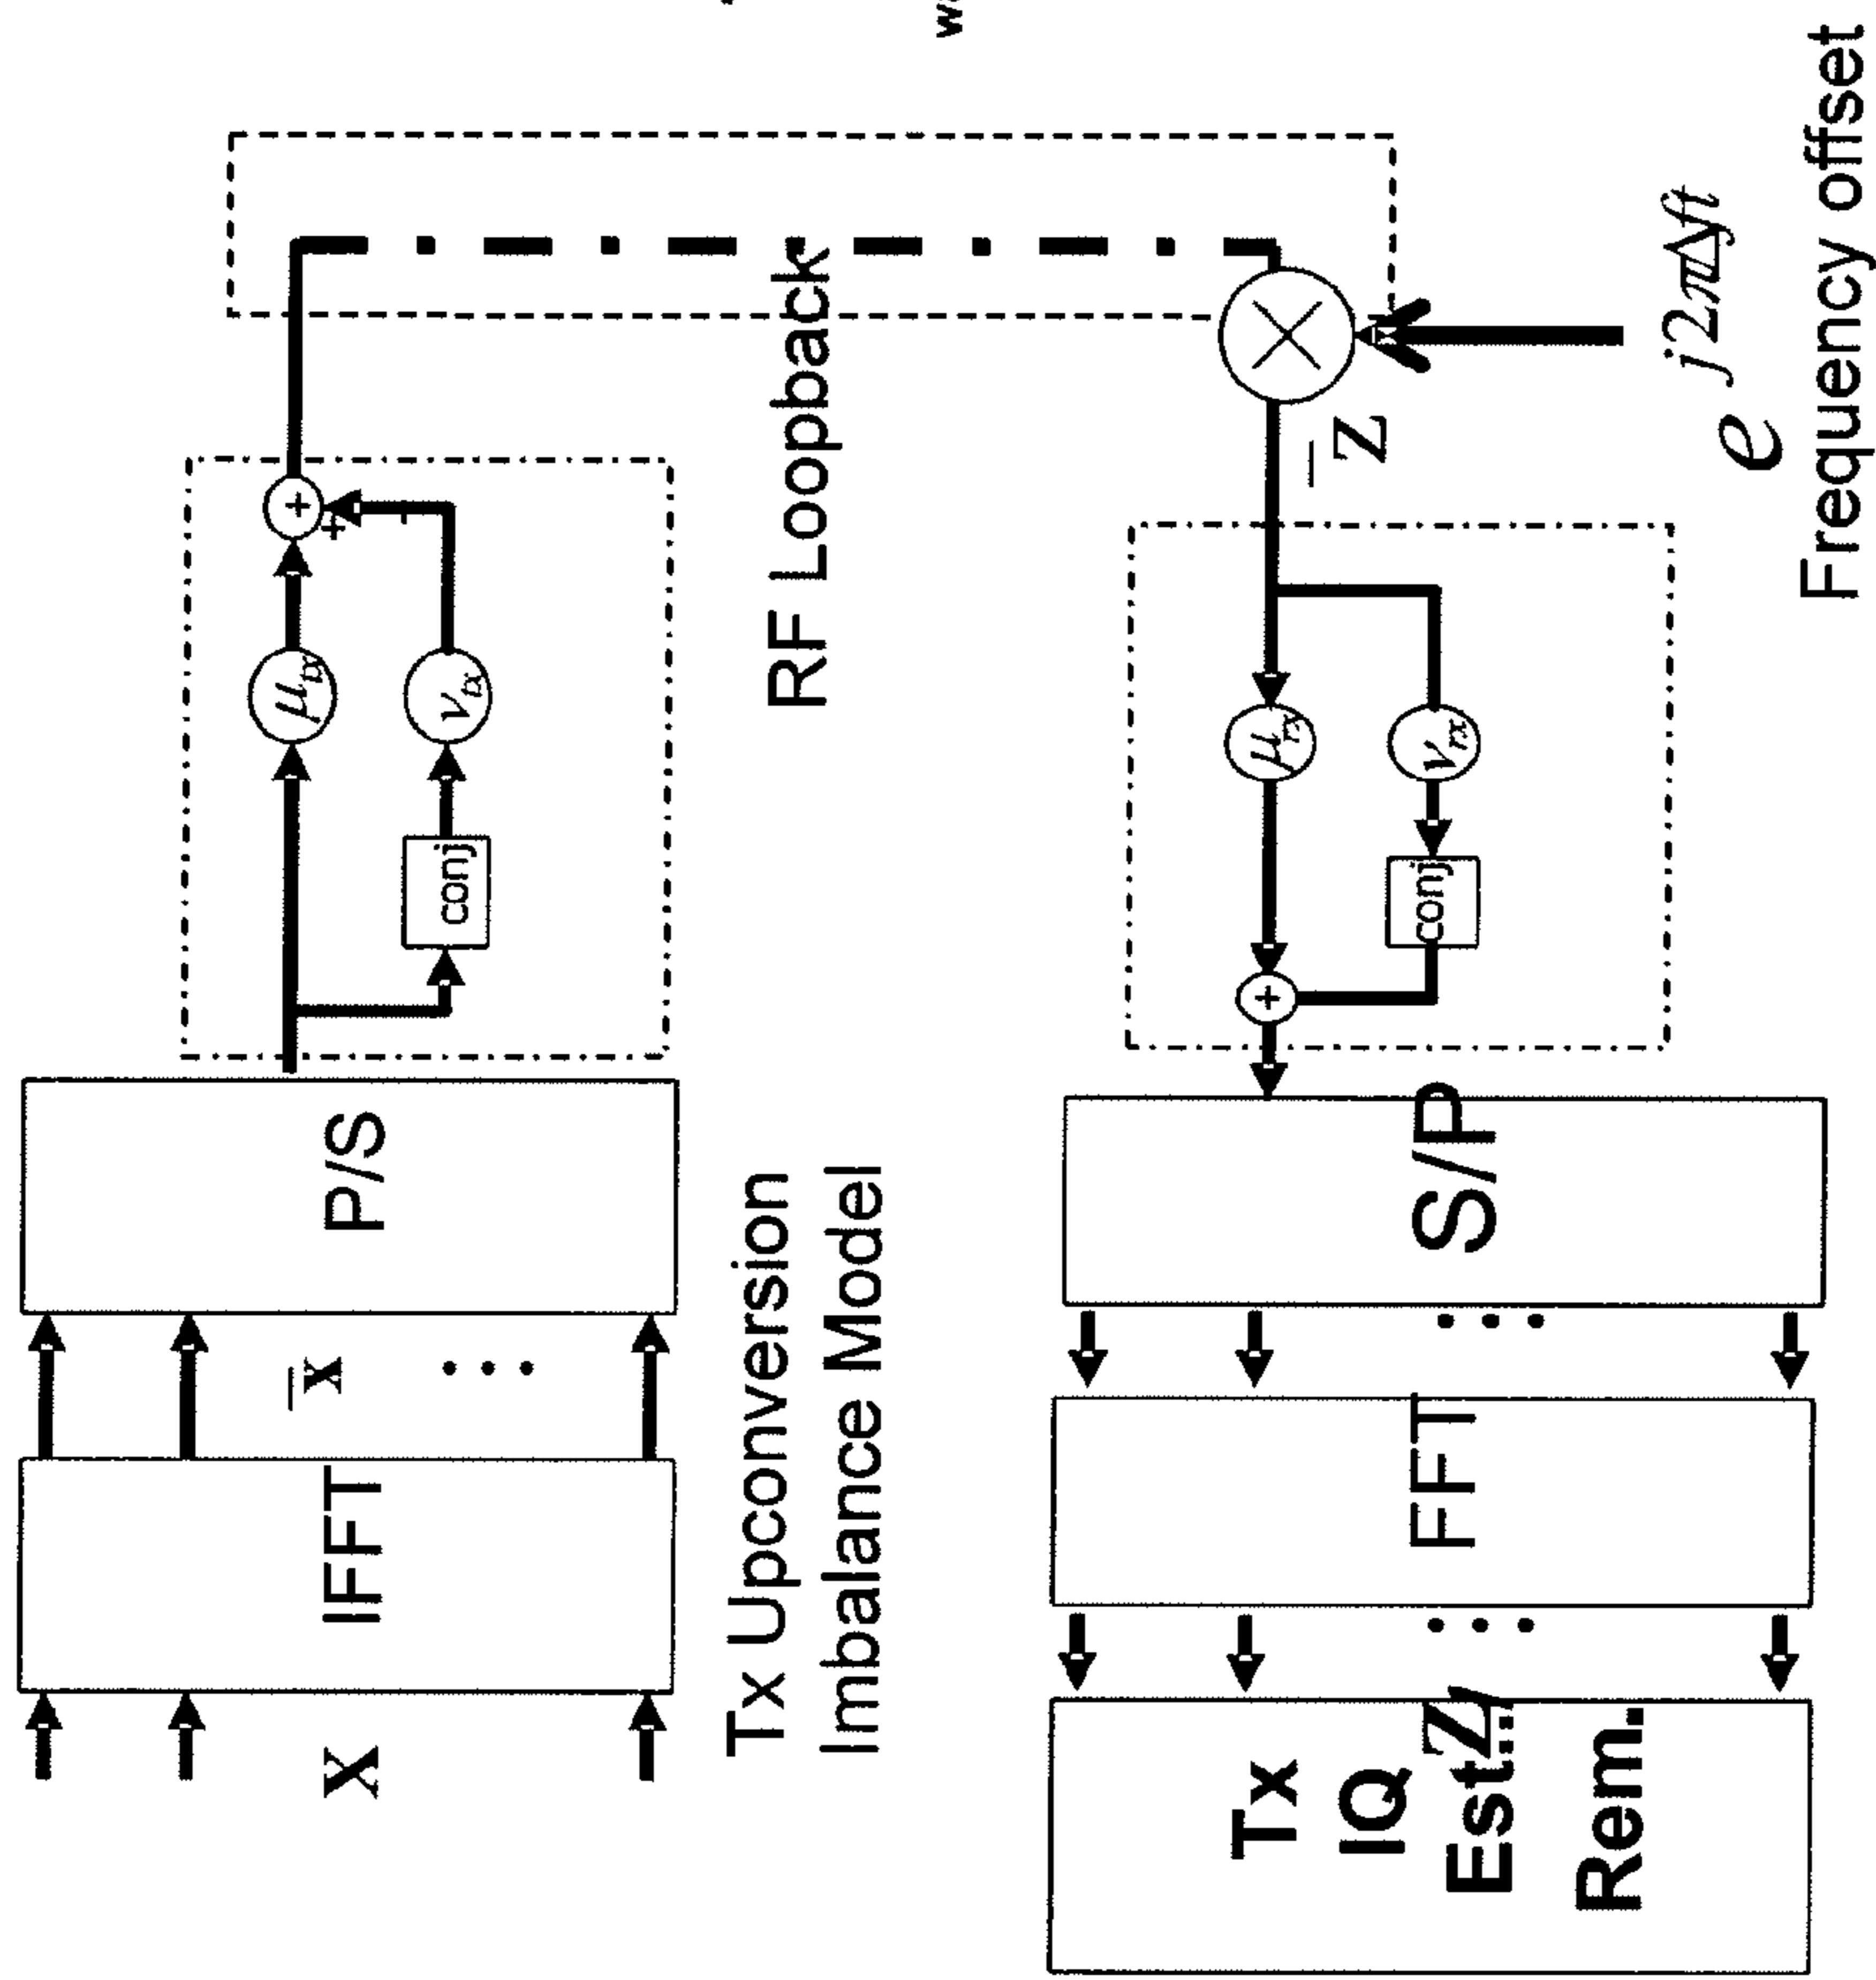 X
IFFT
x
P/S
conj
μtx
νtx
+
+
-
Tx Upconversion
Imbalance Model
RF Loopback
Tx
IQ
Est./
Rem.
Z
FFT
S/P
+
conj
μrx
νrx
Z
e j2πΔft
Frequency offset